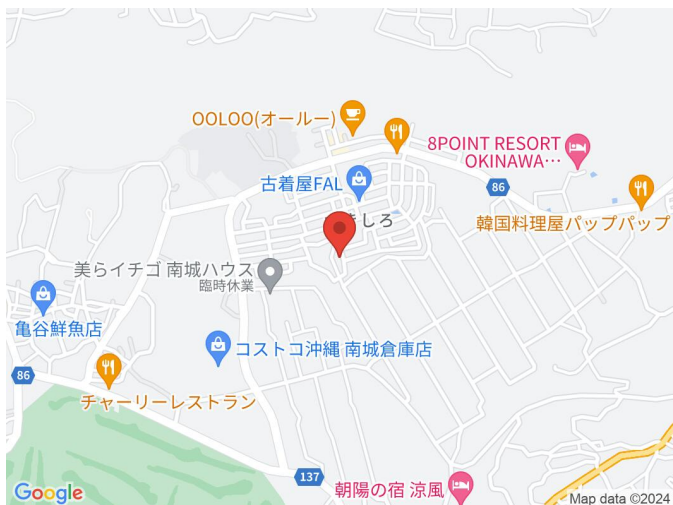 OOLOO(オールー)
8POINT RESORT
OKINAWA…
86
古着屋FAL
きしろ
韓国料理屋パップパップ
美らイチゴ 南城ハウス
臨時休業
亀谷鮮魚店
コストコ沖縄 南城倉庫店
86
チャーリーレストラン
137
朝陽の宿 涼風
Google
Map data ©2024